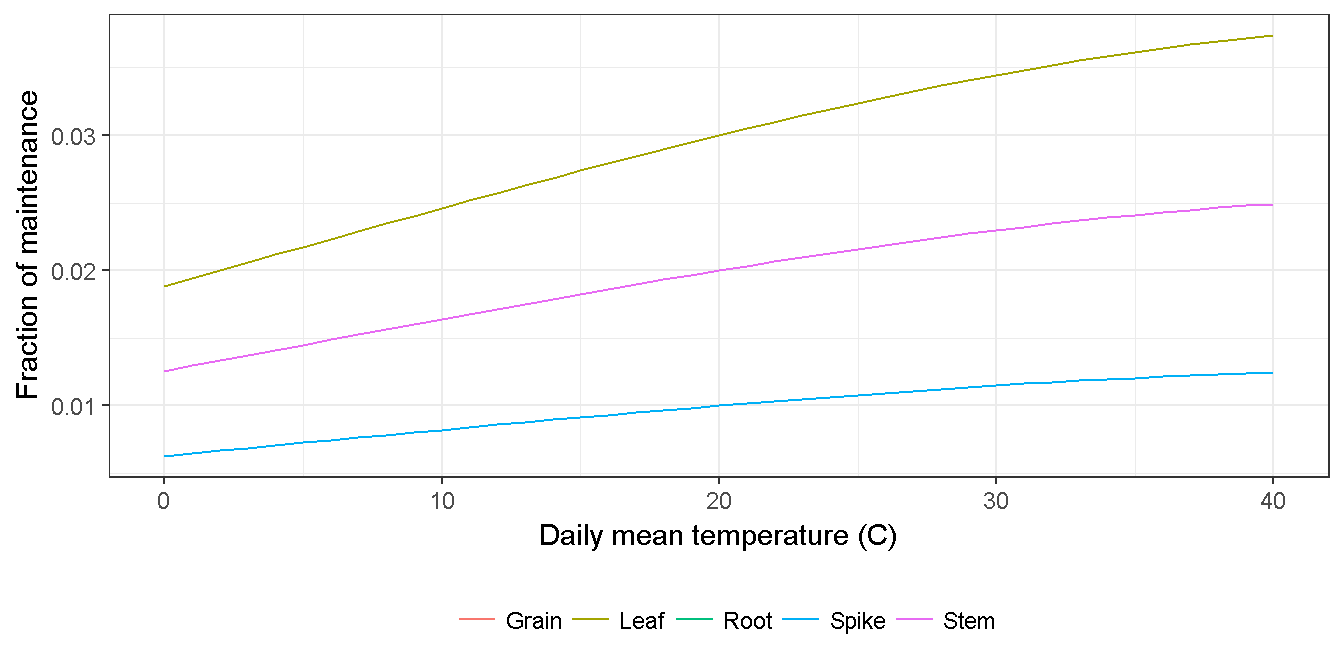 Fraction of maintenance
0.03
0.02
0.01
0 10 20 30 40
Daily mean temperature (C)
Grain Leaf Root Spike Stem